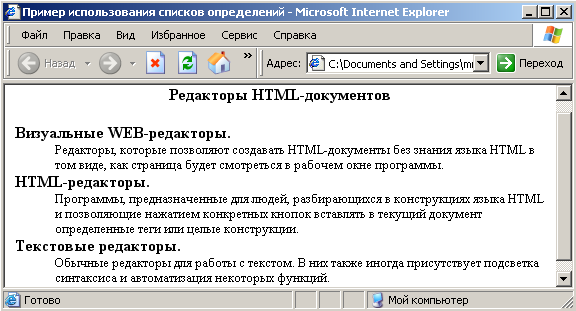 Пример использования списков определений - Microsoft Internet Explorer
Файл Правка Вид Избранное Сервис Справка
Назад » Адрес: C:\Documents and Settings\m Переход
Редакторы HTML-документов
Визуальные WEB-редакторы.
Редакторы, которые позволяют создавать HTML-документы без знания языка HTML в
том виде, как страница будет смотреться в рабочем окне программы.
HTML-редакторы.
Программы, предназначенные для людей, разбирающихся в конструкциях языка HTML
и позволяющие нажатием конкретных кнопок вставлять в текущий документ
определенные теги или целые конструкции.
Текстовые редакторы.
Обычные редакторы для работы с текстом. В них также иногда присутствует подсветка
синтаксиса и автоматизация некоторых функций.
Готово Мой компьютер